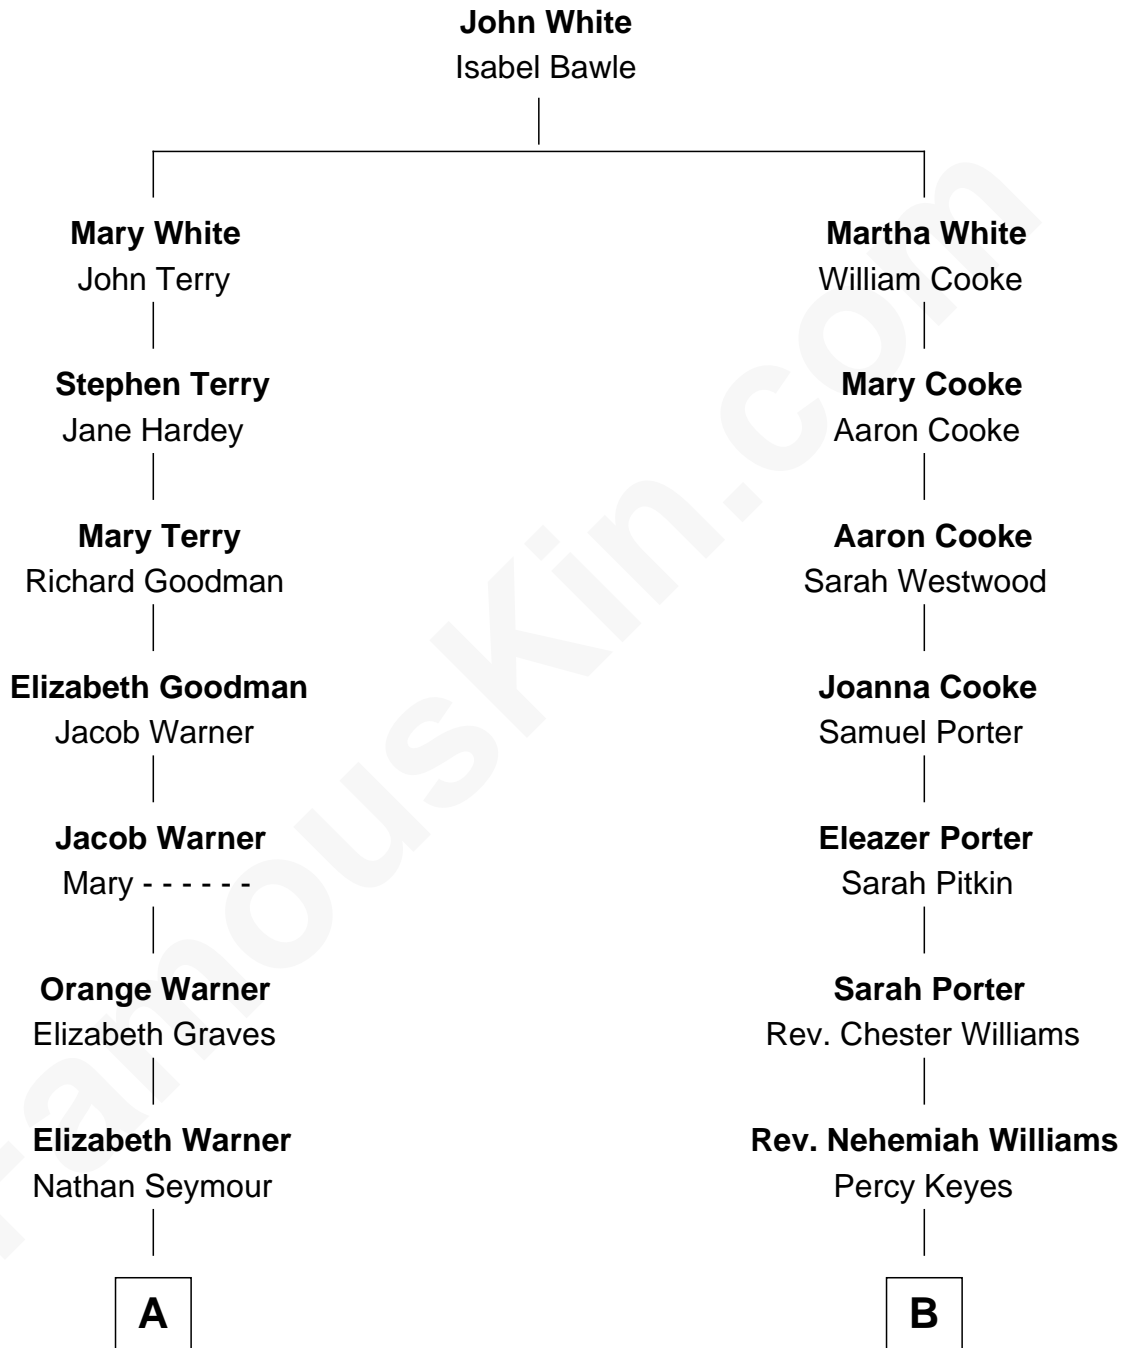 John White
Isabel Bawle
Mary White
John Terry
Stephen Terry
Jane Hardey
Mary Terry
Richard Goodman
Elizabeth Goodman
Jacob Warner
Jacob Warner
Mary - - - - - -
Orange Warner
Elizabeth Graves
Elizabeth Warner
Nathan Seymour
A
Martha White
William Cooke
Mary Cooke
Aaron Cooke
Aaron Cooke
Sarah Westwood
Joanna Cooke
Samuel Porter
Eleazer Porter
Sarah Pitkin
Sarah Porter
Rev. Chester Williams
Rev. Nehemiah Williams
Percy Keyes
B
FamousKin.com